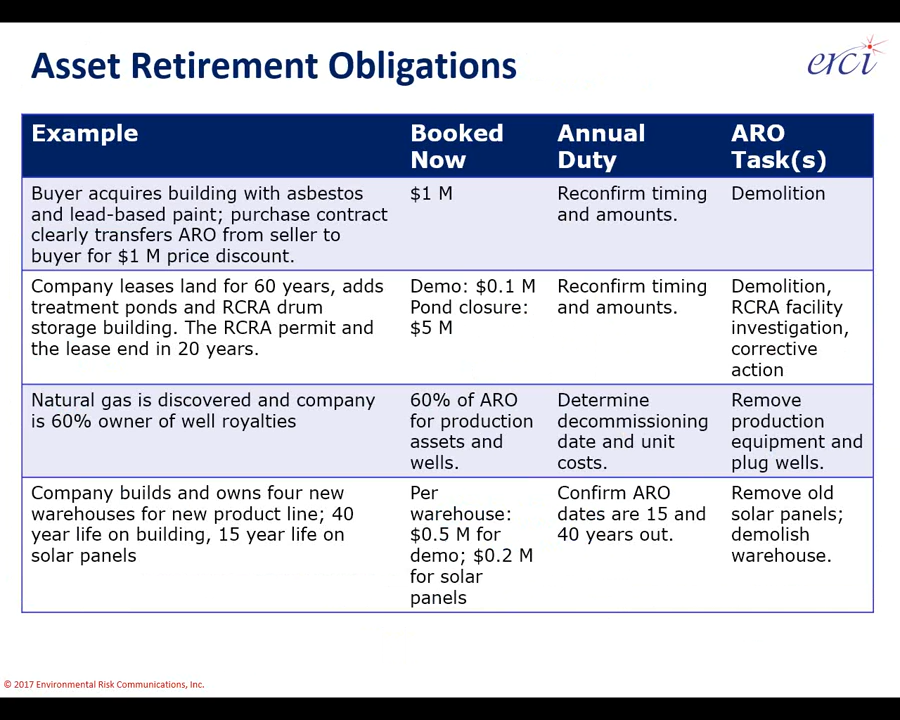 Asset Retirement Obligations
erci
Example
Booked
Now
Annual
Duty
ARO
Task(s)
Buyer acquires building with asbestos
and lead-based paint; purchase contract
clearly transfers ARO from seller to
buyer for $1 M price discount.
$1 M
Reconfirm timing
and amounts.
Demolition
Company leases land for 60 years, adds
treatment ponds and RCRA drum
storage building. The RCRA permit and
the lease end in 20 years.
Demo: $0.1 M
Pond closure:
$5 M
Reconfirm timing
and amounts.
Demolition,
RCRA facility
investigation,
corrective
action
Natural gas is discovered and company
is 60% owner of well royalties
60% of ARO
for production
assets and
wells.
Determine
decommissioning
date and unit
costs.
Remove
production
equipment and
plug wells.
Company builds and owns four new
warehouses for new product line; 40
year life on building, 15 year life on
solar panels
Per
warehouse:
$0.5 M for
demo; $0.2 M
for solar
panels
Confirm ARO
dates are 15 and
40 years out.
Remove old
solar panels;
demolish
warehouse.
© 2017 Environmental Risk Communications, Inc.